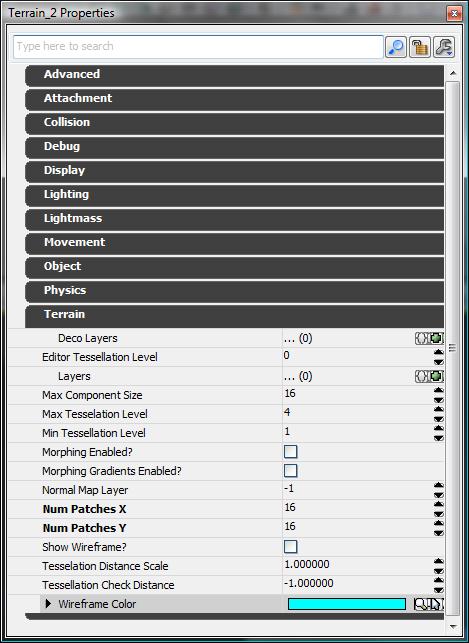 Terrain_2 Properties
Type here to search
Advanced
Attachment
Collision
Debug
Display
Lighting
Lightmass
Movement
Object
Physics
Terrain
Deco Layers ... (0)
Editor Tessellation Level 0
Layers ... (0)
Max Component Size 16
Max Tesselation Level 4
Min Tessellation Level 1
Morphing Enabled?
Morphing Gradients Enabled?
Normal Map Layer -1
Num Patches X 16
Num Patches Y 16
Show Wireframe?
Tesselation Distance Scale 1.000000
Tessellation Check Distance -1.000000
Wireframe Color